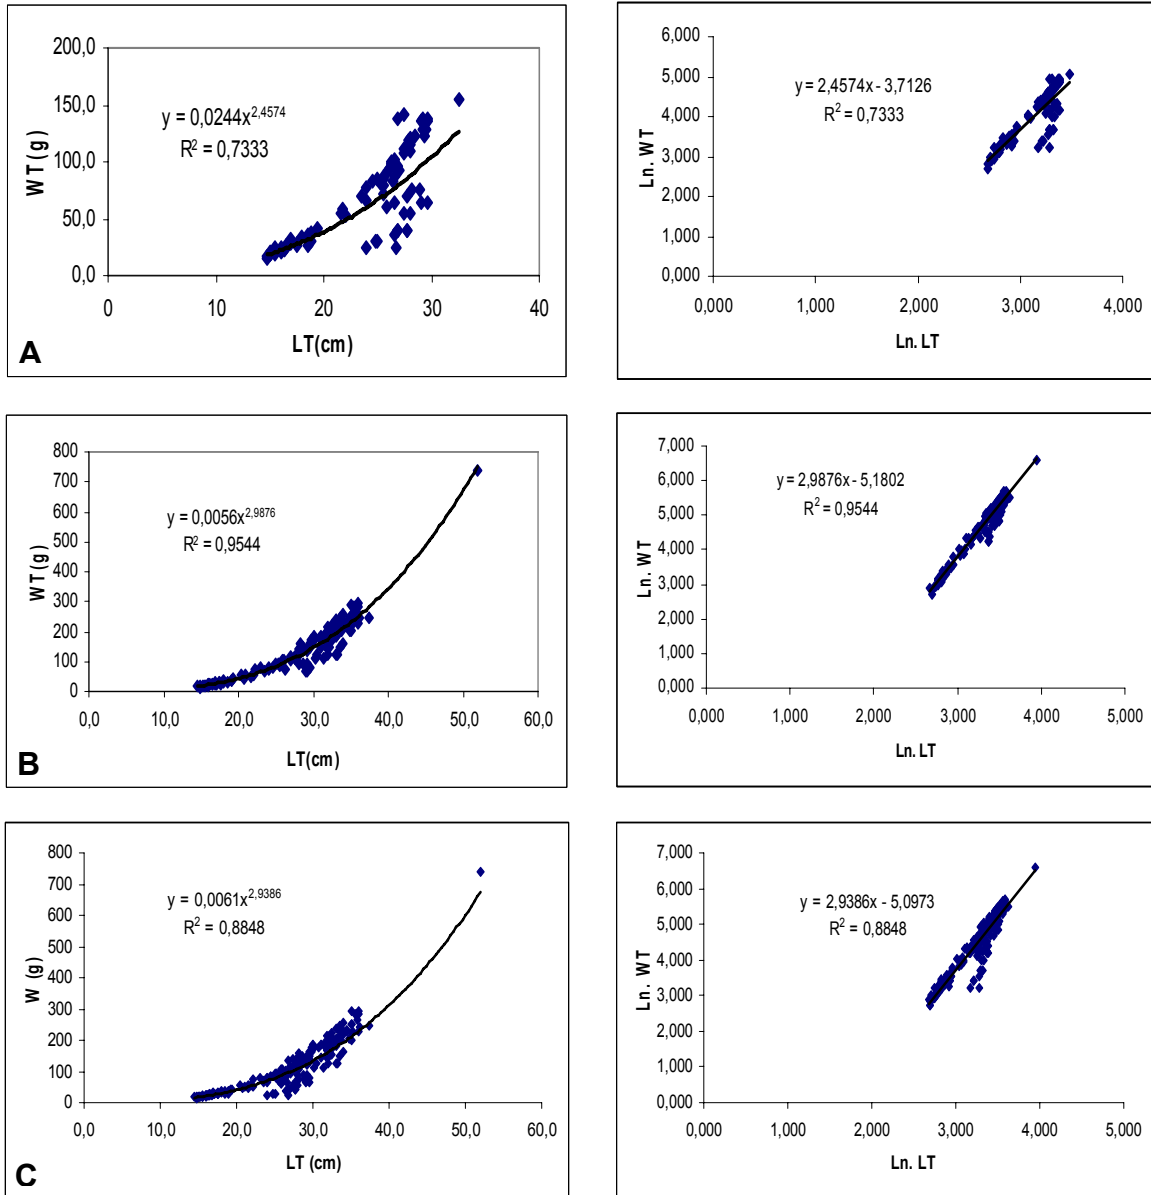 200,0
150,0
100,0
50,0
0,0
WT (g)
y = 0,0244x^2,4574
R² = 0,7333
0 10 20 30 40
LT(cm)
A
6,000
5,000
4,000
3,000
2,000
1,000
0,000
Ln. WT
y = 2,4574x - 3,7126
R² = 0,7333
0,000 1,000 2,000 3,000 4,000
Ln. LT
800
700
600
500
400
300
200
100
0
WT (g)
y = 0,0056x^2,9876
R² = 0,9544
0,0 10,0 20,0 30,0 40,0 50,0 60,0
LT(cm)
B
7,000
6,000
5,000
4,000
3,000
2,000
1,000
0,000
Ln. WT
y = 2,9876x - 5,1802
R² = 0,9544
0,000 1,000 2,000 3,000 4,000 5,000
Ln. LT
800
700
600
500
400
300
200
100
0
W (g)
y = 0,0061x^2,9386
R² = 0,8848
0,0 10,0 20,0 30,0 40,0 50,0 60,0
LT (cm)
C
7,000
6,000
5,000
4,000
3,000
2,000
1,000
0,000
Ln. WT
y = 2,9386x - 5,0973
R² = 0,8848
0,000 1,000 2,000 3,000 4,000 5,000
Ln. LT